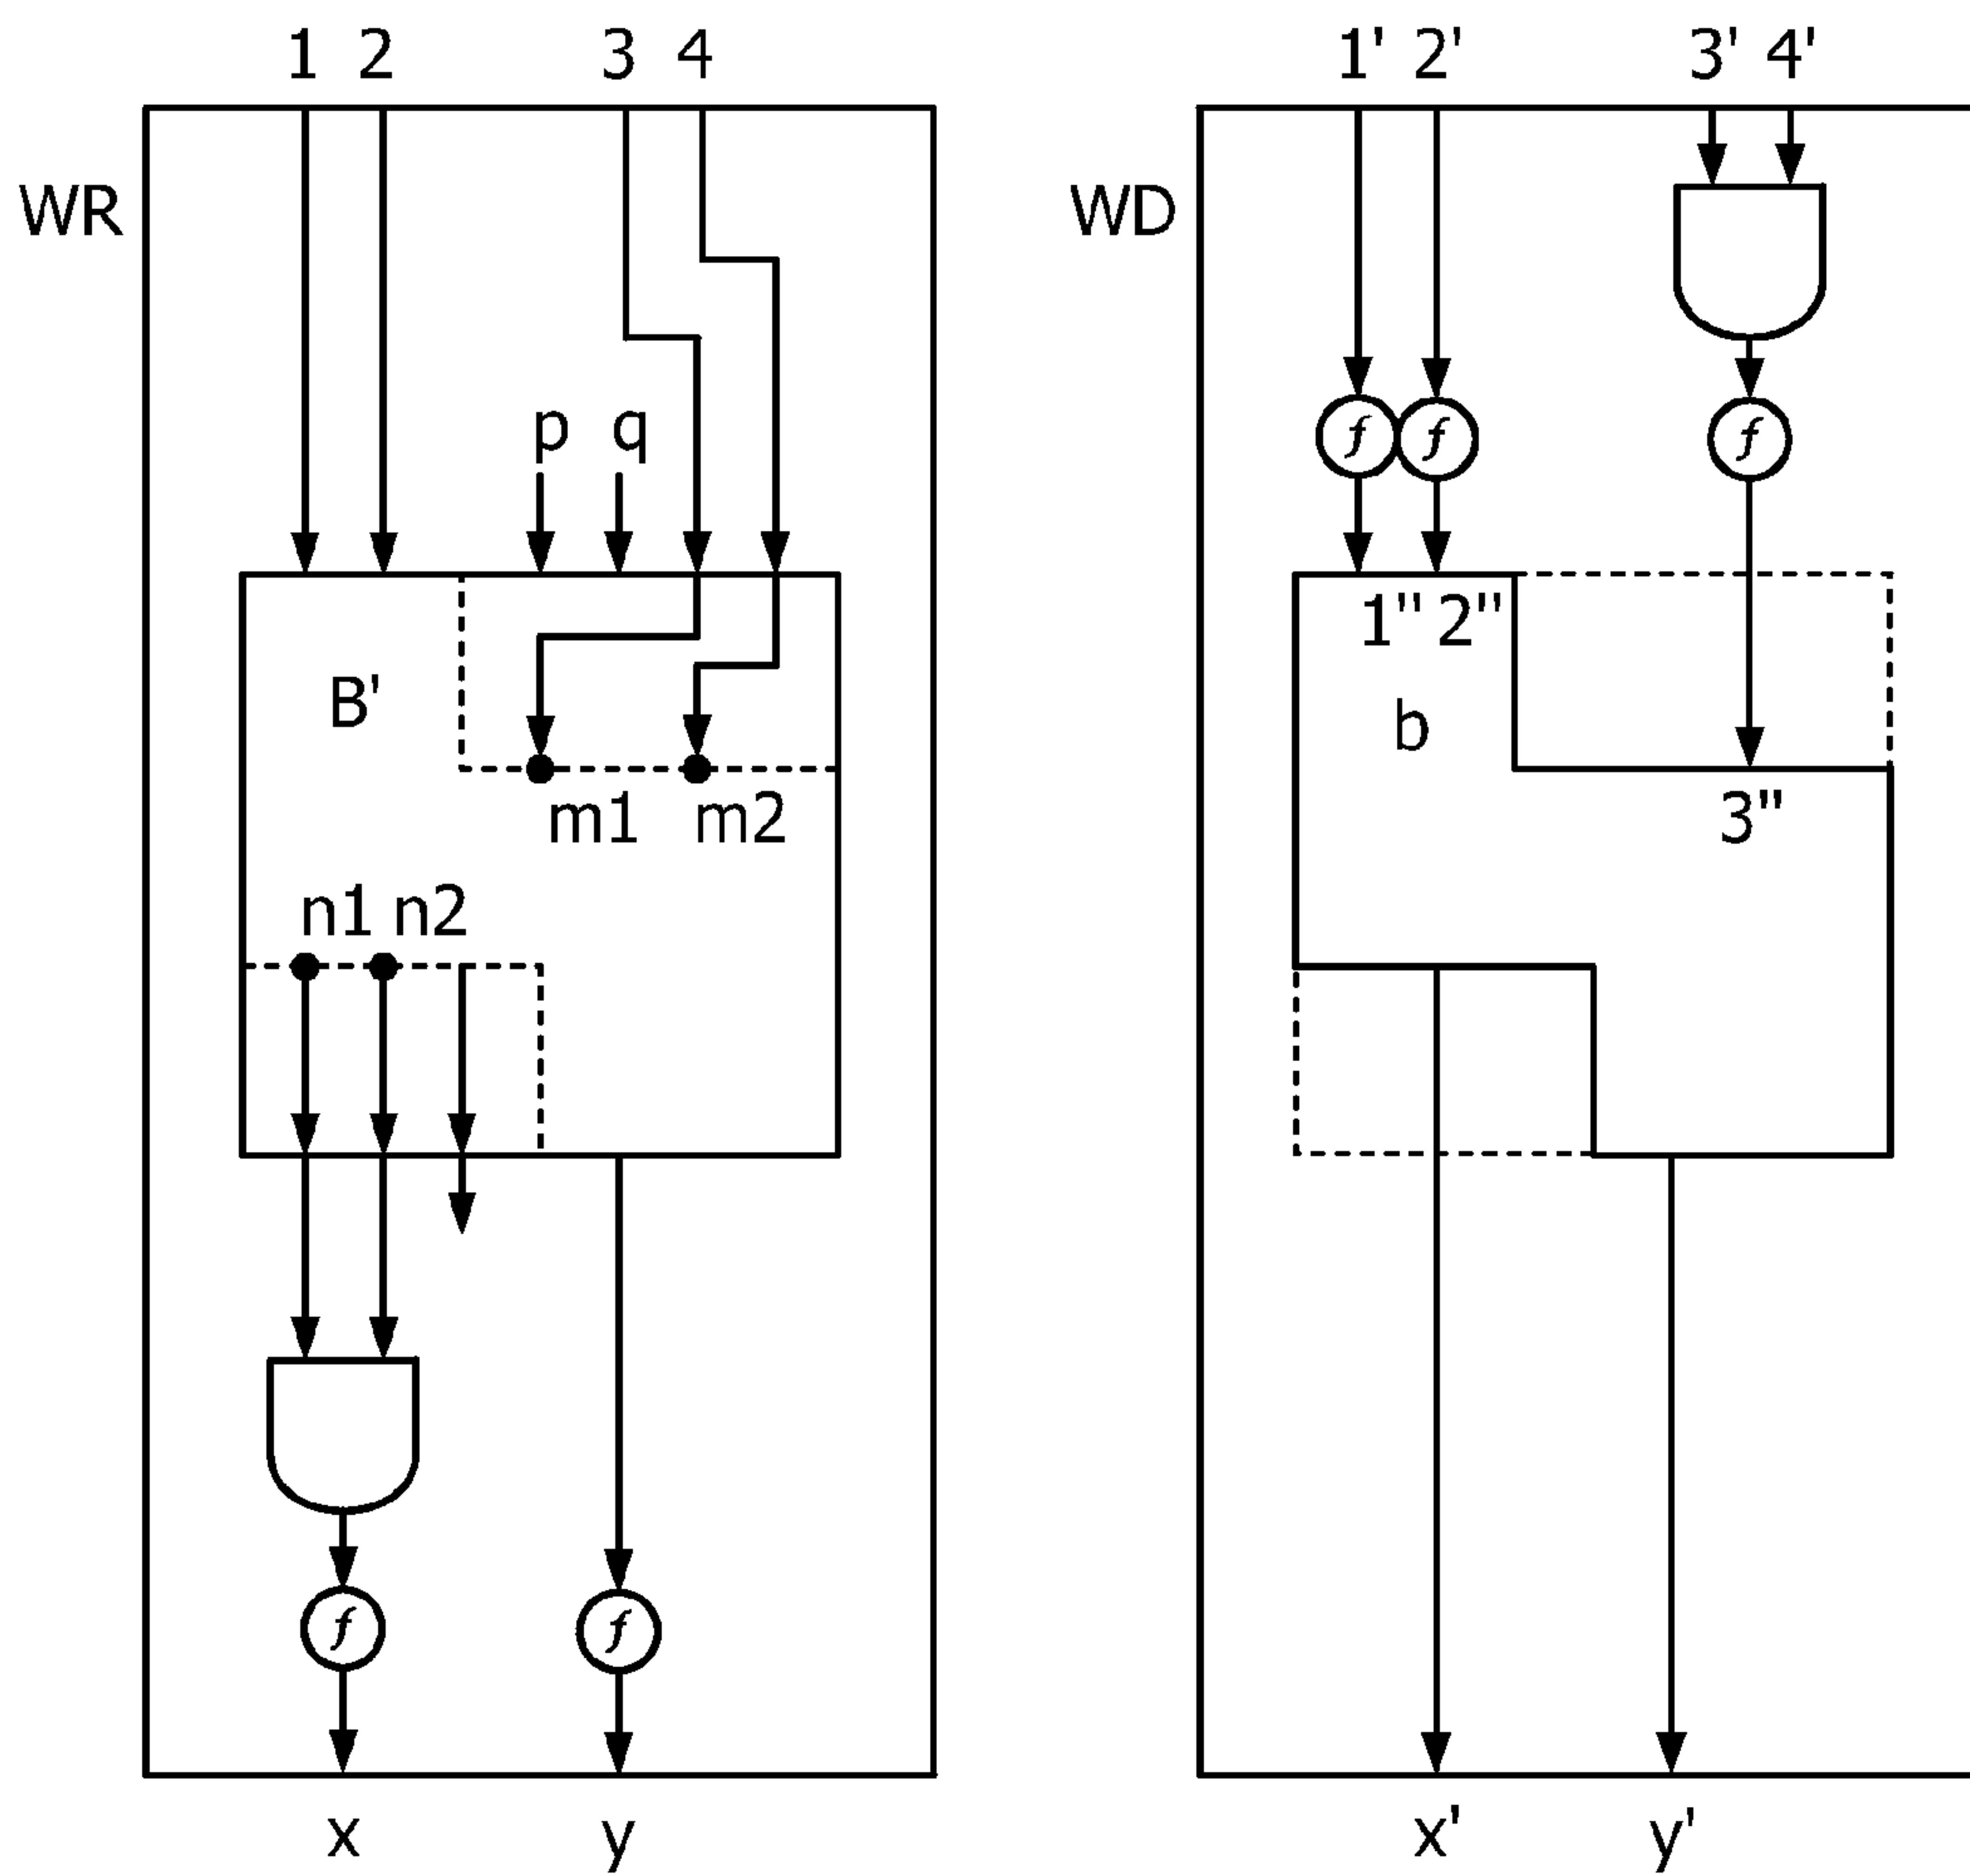 1 2 3 4 1' 2' 3' 4'
WR WD
p q f f f
1" 2"
B' b
m1 m2 3"
n1 n2
f f
x y x' y'